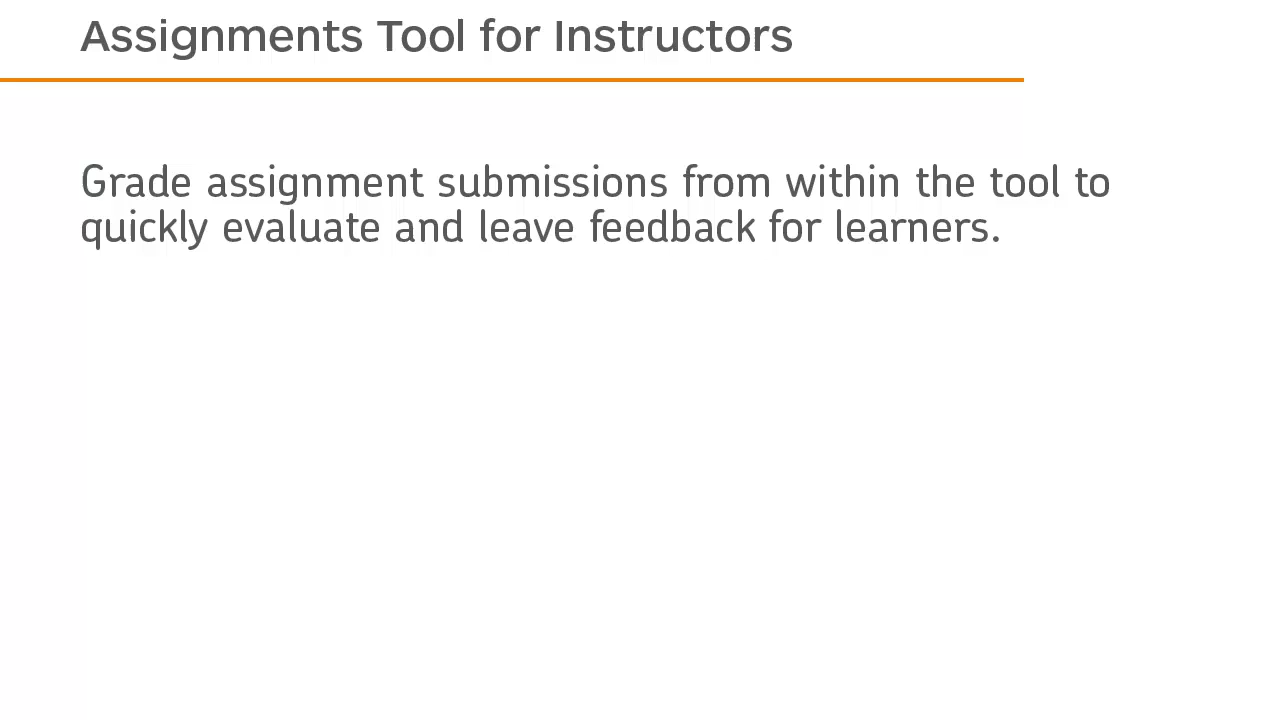 Assignments Tool for Instructors
Grade assignment submissions from within the tool to
quickly evaluate and leave feedback for learners.